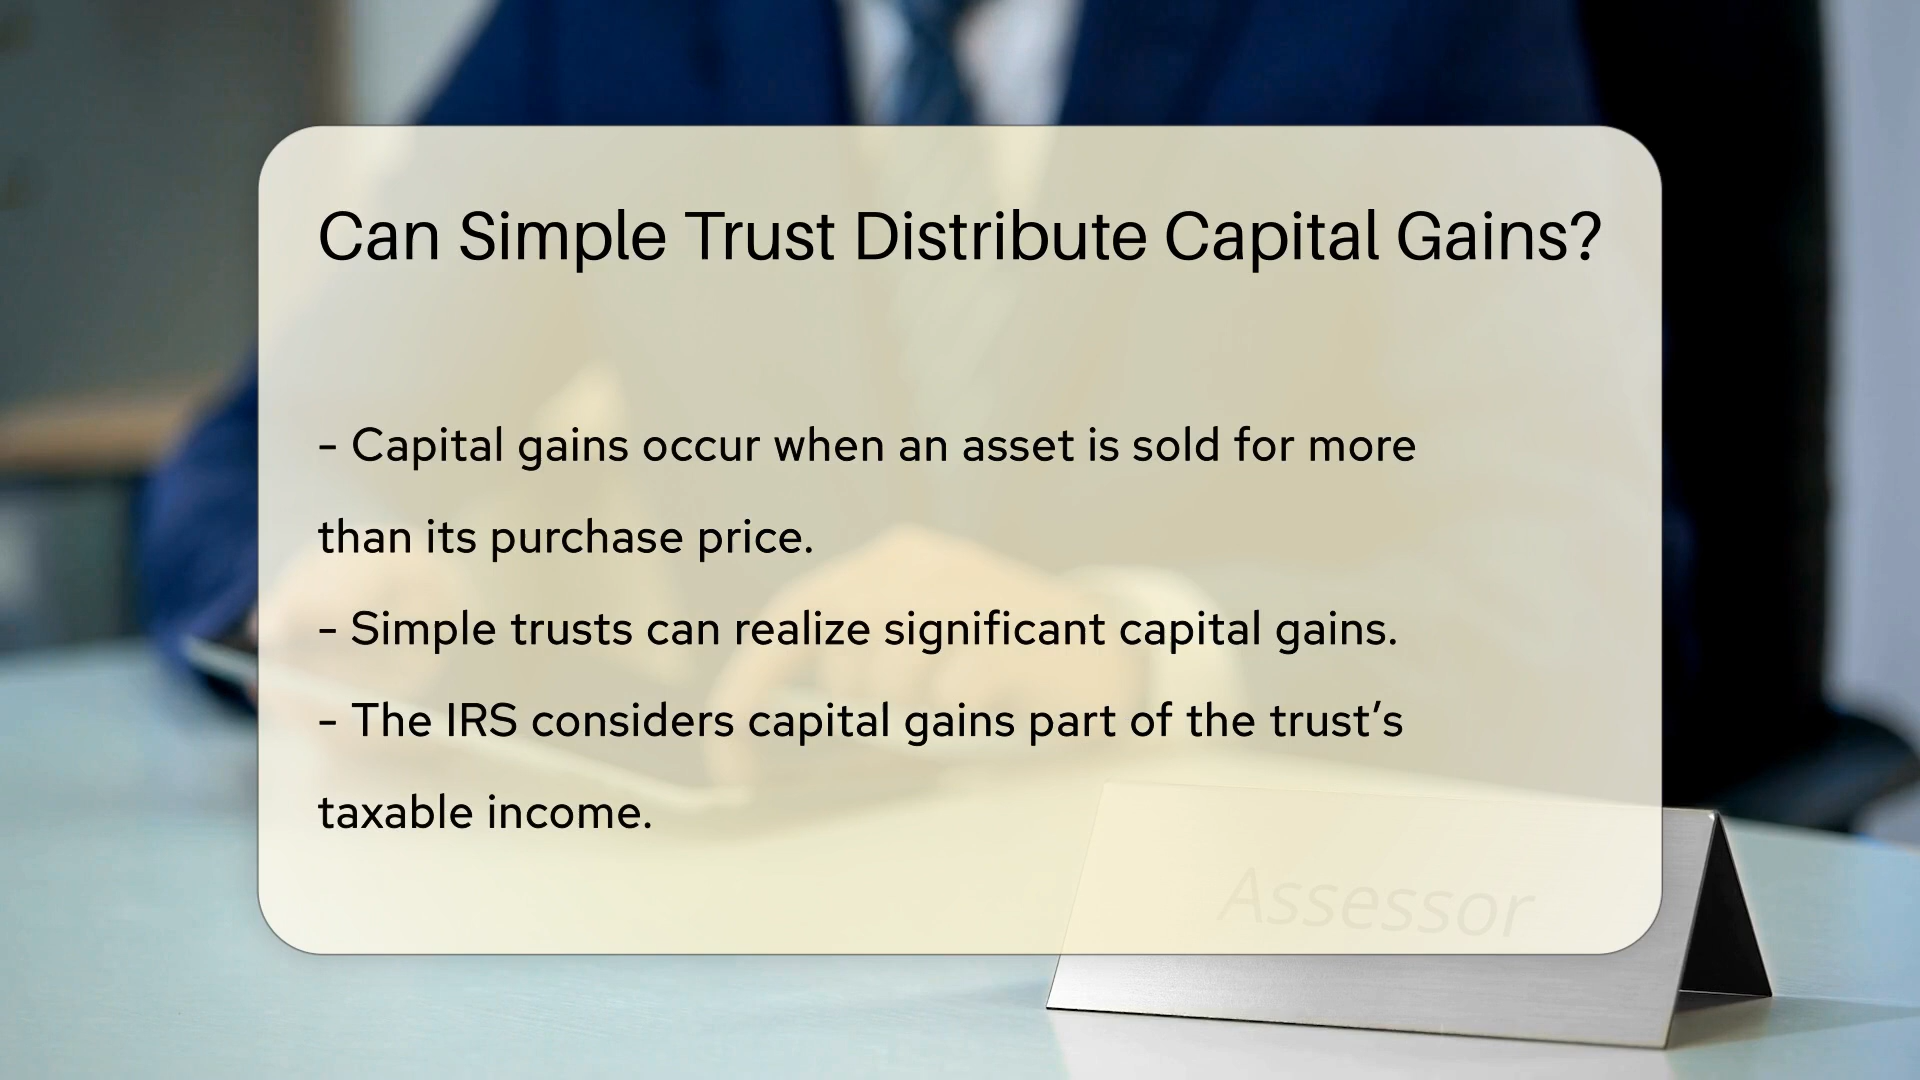 Can Simple Trust Distribute Capital Gains?
- Capital gains occur when an asset is sold for more
than its purchase price.
- Simple trusts can realize significant capital gains.
- The IRS considers capital gains part of the trust’s
taxable income.
Assessor